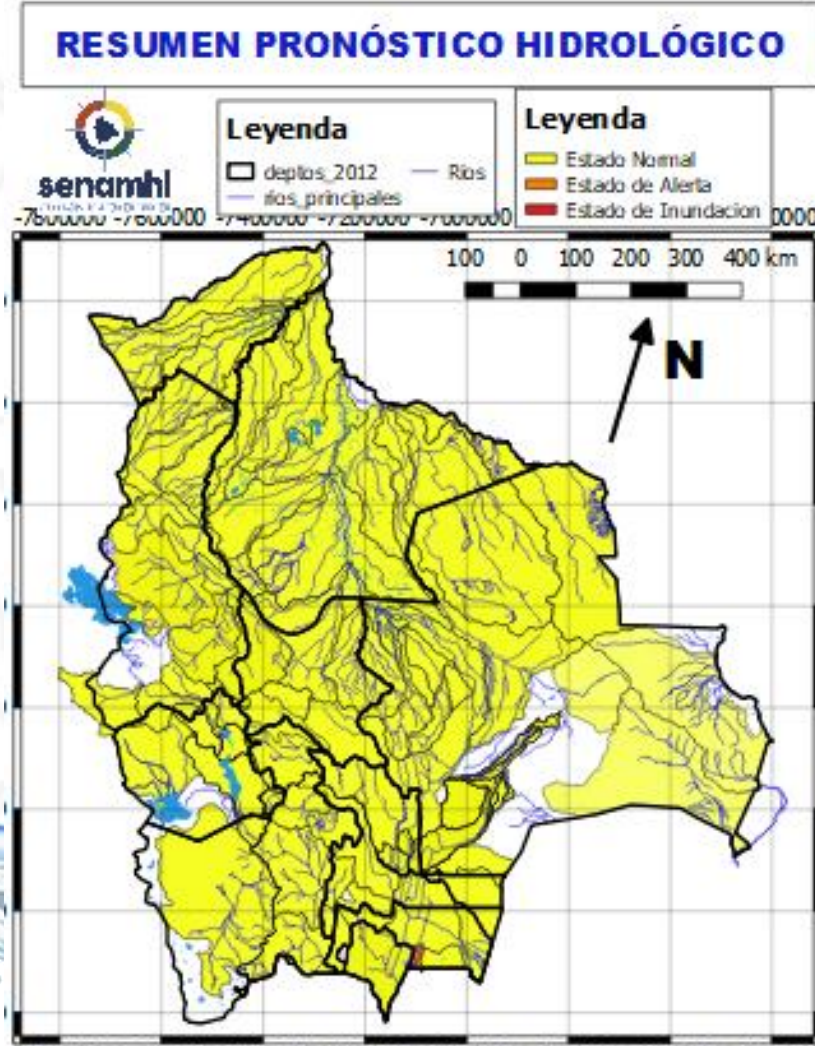 RESUMEN PRONÓSTICO HIDROLÓGICO
senamhi
Leyenda
deptos_2012
Rios
rios_principales
Leyenda
Estado Normal
Estado de Alerta
Estado de Inundacion
-7600000 -7400000 -7200000
100 0 100 200 300 400 km
N